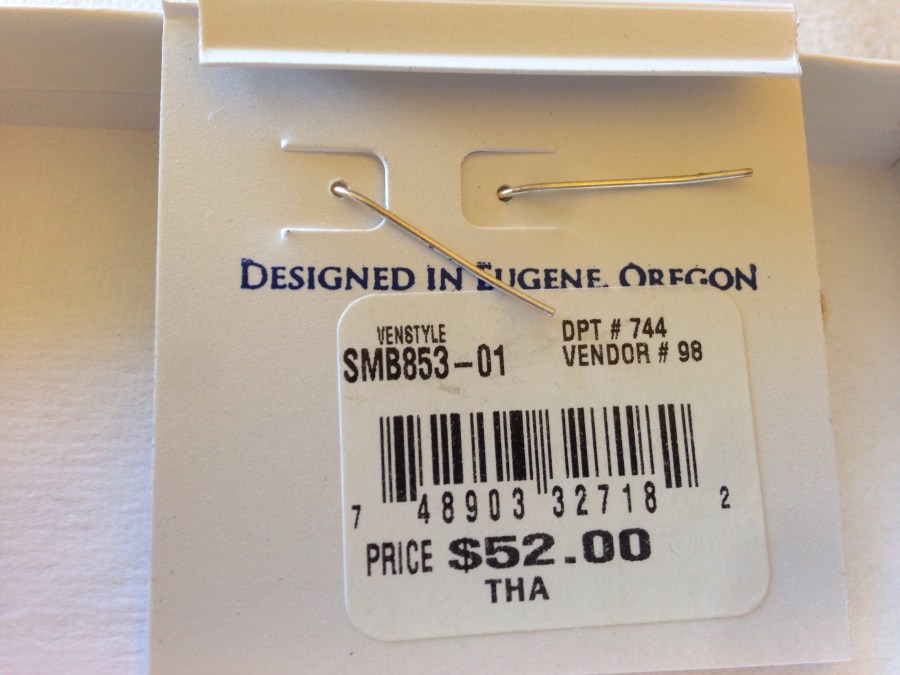 DESIGNED IN EUGENE, OREGON
VENSTYLE
SMB853-01
DPT # 744
VENDOR # 98
7 48903 32718 2
PRICE $52.00
THA